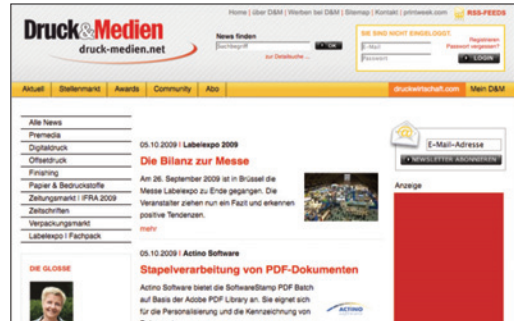 Home | über D&M | Werben bei D&M | Sitemap | Kontakt | printweek.com
RSS-FEEDS
Druck&Medien
druck-medien.net
News finden
Suchbegriff
OK
zur Detailsuche ...
SIE SIND NICHT EINGELOGGT.
E-Mail
Passwort
Registrieren
Passwort vergessen?
LOGIN
Aktuell
Stellenmarkt
Awards
Community
Abo
druckwirtschaft.com
Mein D&M
Alle News
Premedia
Digitaldruck
Offsetdruck
Finishing
Papier & Bedruckstoffe
Zeitungsmarkt | IFRA 2009
Zeitschriften
Verpackungsmarkt
Labelexpo | Fachpack
DIE GLOSSE
05.10.2009 | Labelexpo 2009
Die Bilanz zur Messe
Am 26. September 2009 ist in Brüssel die
Messe Labelexpo zu Ende gegangen. Die
Veranstalter ziehen nun ein Fazit und erkennen
positive Tendenzen.
mehr
05.10.2009 | Actino Software
Stapelverarbeitung von PDF-Dokumenten
Actino Software bietet die SoftwareStamp PDF Batch
auf Basis der Adobe PDF Library an. Sie eignet sich
für die Personalisierung und die Kennzeichnung von
ACTINO
E-Mail-Adresse
NEWSLETTER ABONNIEREN
Anzeige